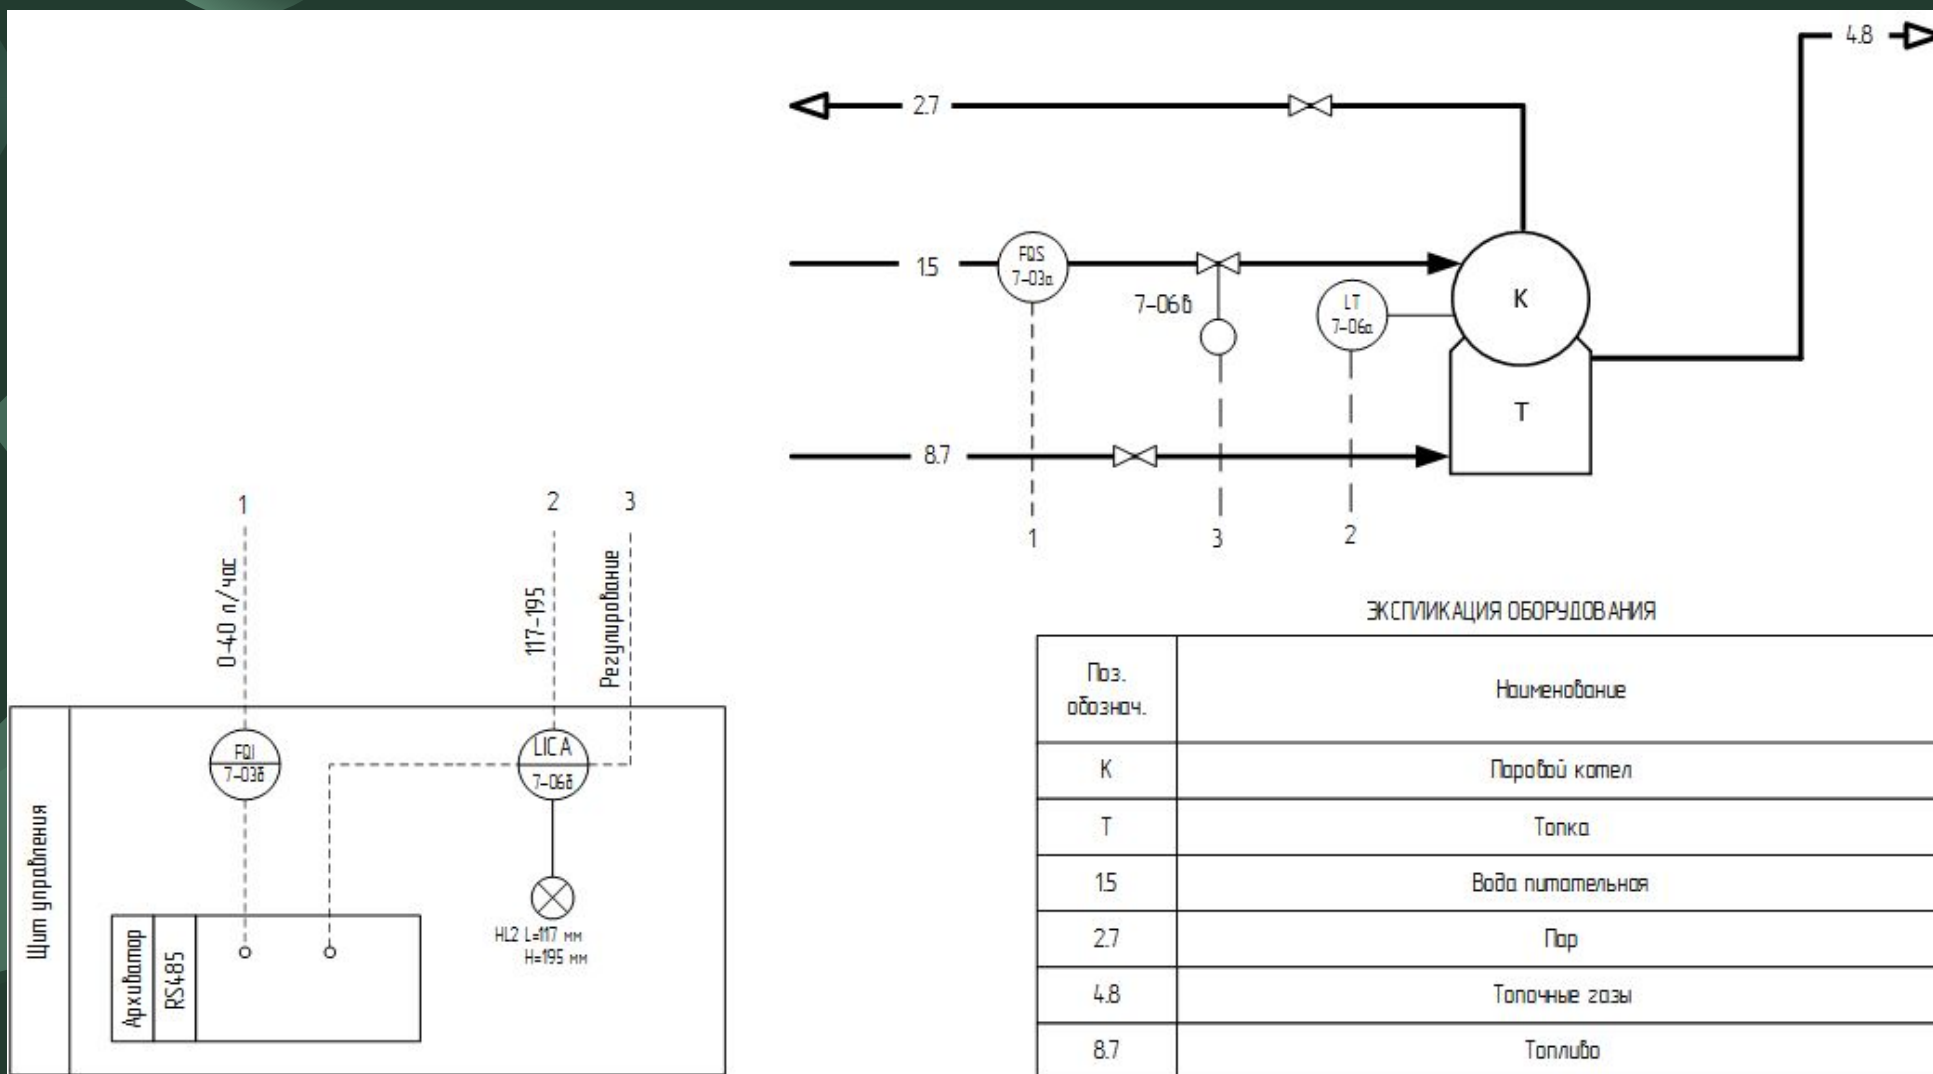 4.8
2.7
1.5
FQS
7-03а
7-06в
LT
7-06а
К
Т
8.7
1
3
2
1
2
3
0-40 л/час
117-195
Регулирование
FQI
7-03б
LICA
7-06б
HL2 L=117 мм
H=195 мм
Щит управления
Архиватор
RS485
ЭКСПЛИКАЦИЯ ОБОРУДОВАНИЯ
Поз. обознач.
Наименование
К
Паровой котел
Т
Топка
1.5
Вода питательная
2.7
Пар
4.8
Топочные газы
8.7
Топливо